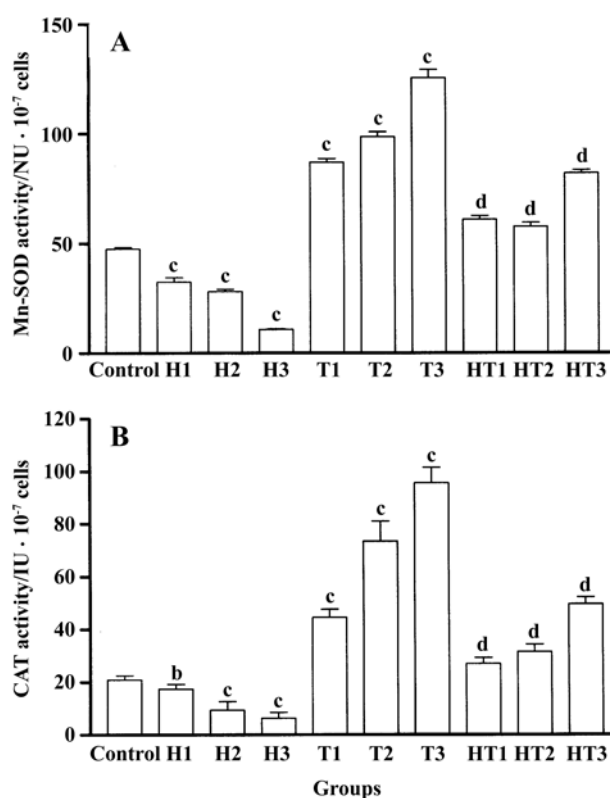 A
Mn-SOD activity/NU · 10⁻⁷ cells
150
100
50
0
c
c
c
c
c
c
d
d
d
Control H1 H2 H3 T1 T2 T3 HT1 HT2 HT3
B
CAT activity/IU · 10⁻⁷ cells
120
100
80
60
40
20
0
b
c
c
c
c
c
d
d
d
Control H1 H2 H3 T1 T2 T3 HT1 HT2 HT3
Groups